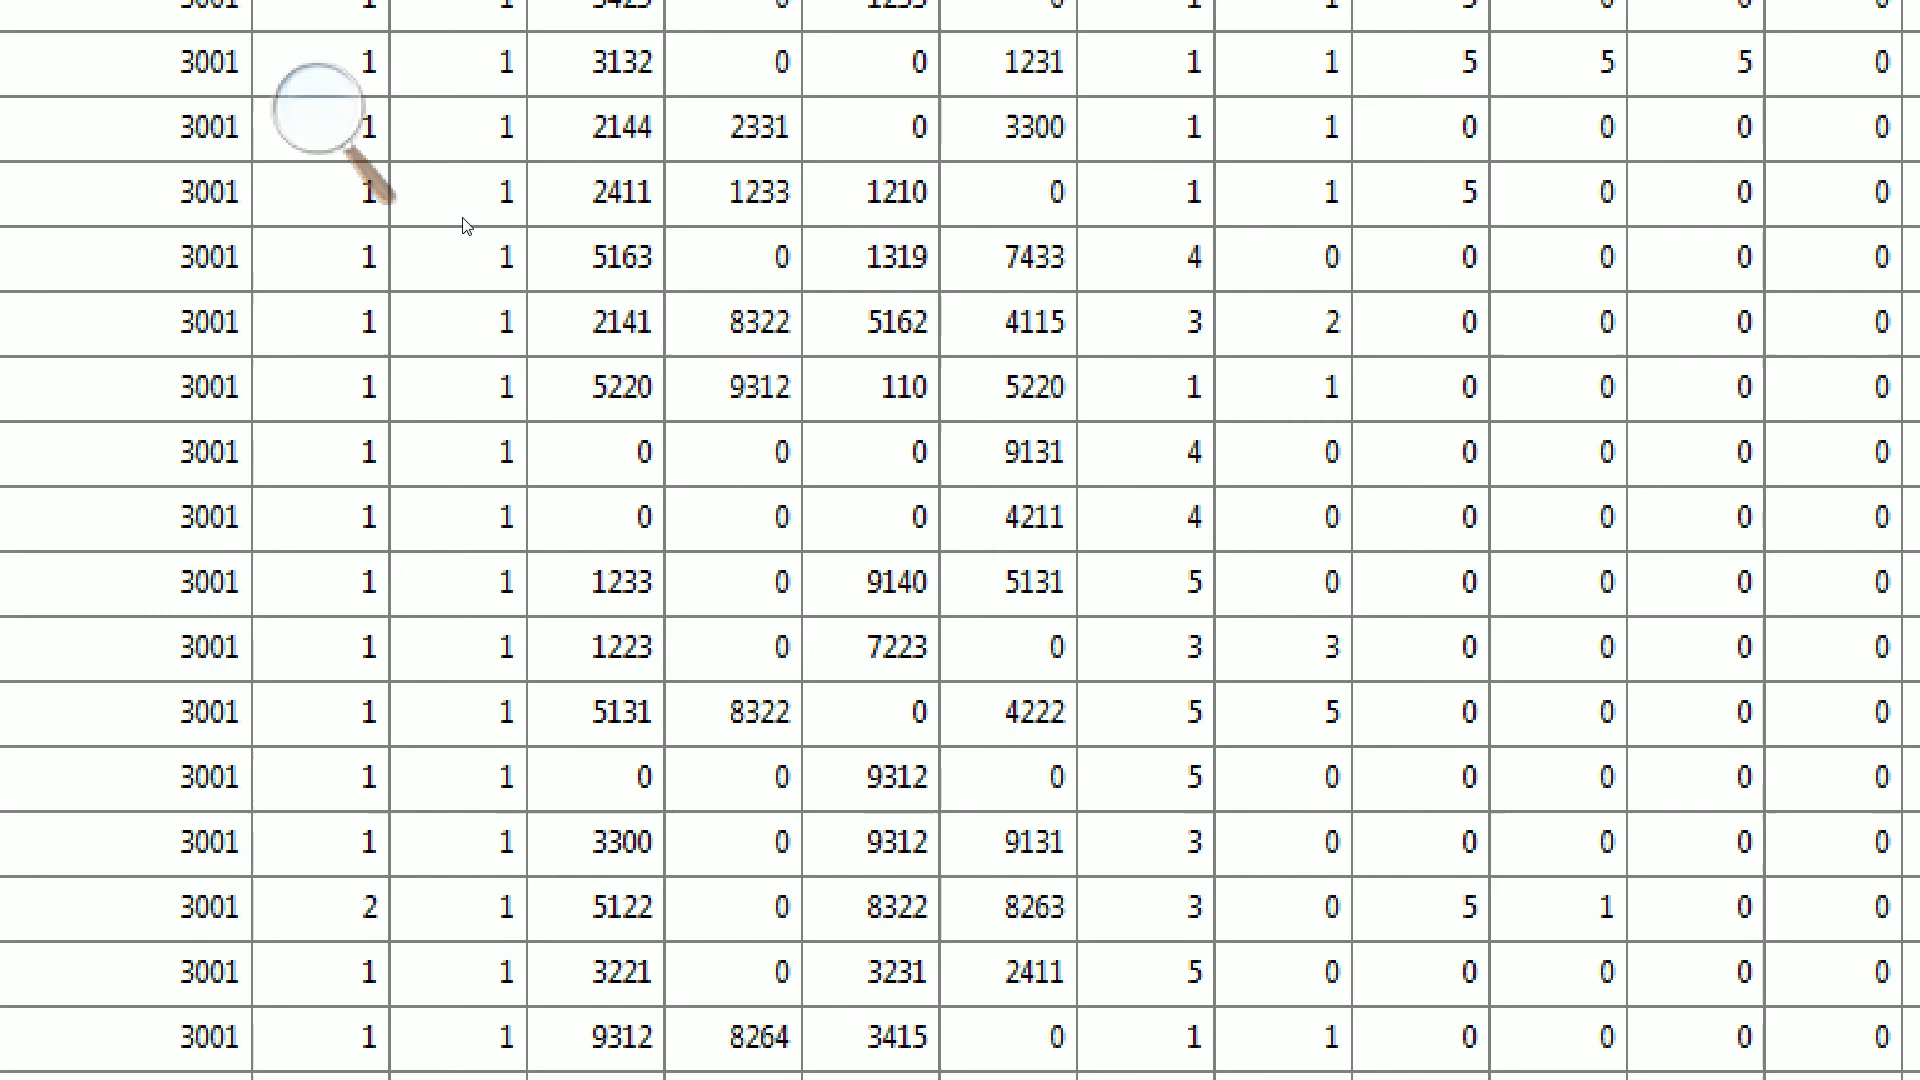 3001 1 1 3132 0 0 1231 1 1 5 5 5 0
3001 1 1 2144 2331 0 3300 1 1 0 0 0 0
3001 1 1 2411 1233 1210 0 1 1 5 0 0 0
3001 1 1 5163 0 1319 7433 4 0 0 0 0 0
3001 1 1 2141 8322 5162 4115 3 2 0 0 0 0
3001 1 1 5220 9312 110 5220 1 1 0 0 0 0
3001 1 1 0 0 0 9131 4 0 0 0 0 0
3001 1 1 0 0 0 4211 4 0 0 0 0 0
3001 1 1 1233 0 9140 5131 5 0 0 0 0 0
3001 1 1 1223 0 7223 0 3 3 0 0 0 0
3001 1 1 5131 8322 0 4222 5 5 0 0 0 0
3001 1 1 0 0 9312 0 5 0 0 0 0 0
3001 1 1 3300 0 9312 9131 3 0 0 0 0 0
3001 2 1 5122 0 8322 8263 3 0 5 1 0 0
3001 1 1 3221 0 3231 2411 5 0 0 0 0 0
3001 1 1 9312 8264 3415 0 1 1 0 0 0 0